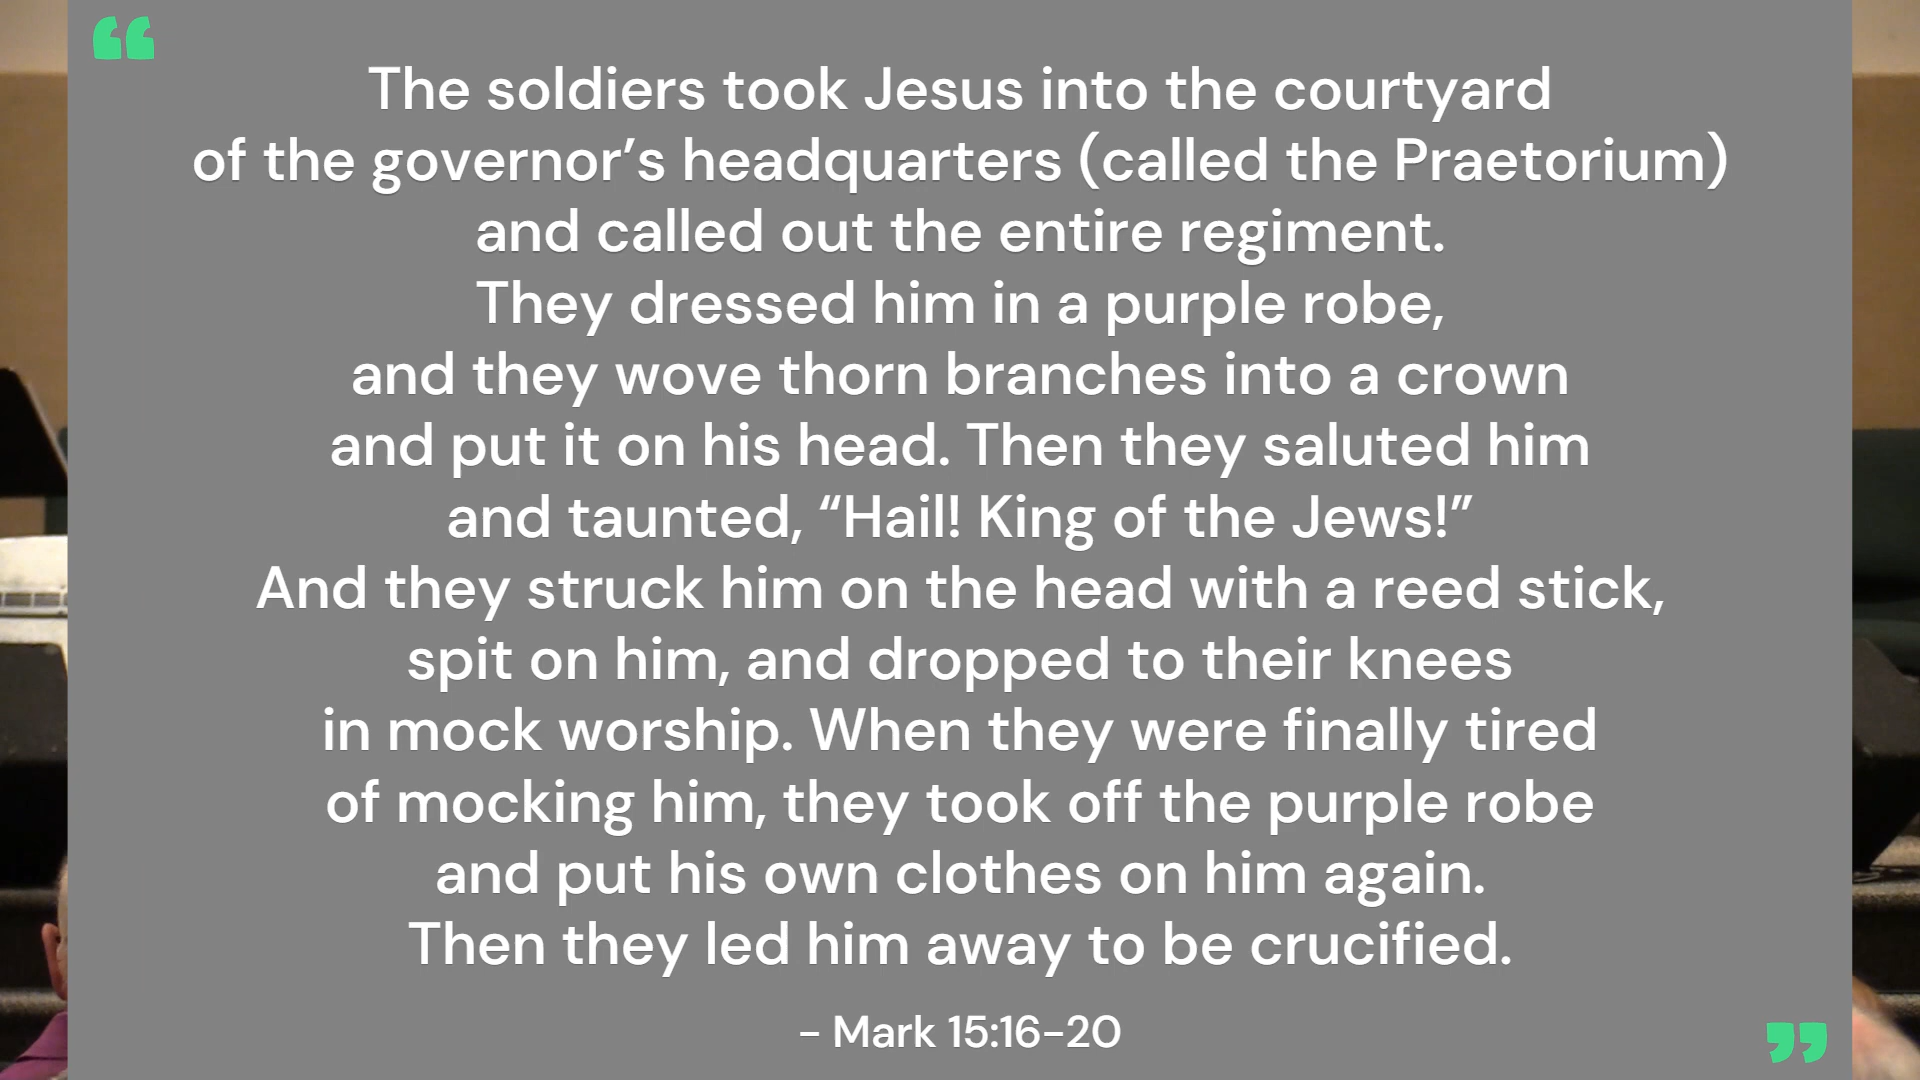 “
The soldiers took Jesus into the courtyard
of the governor’s headquarters (called the Praetorium)
and called out the entire regiment.
They dressed him in a purple robe,
and they wove thorn branches into a crown
and put it on his head. Then they saluted him
and taunted, “Hail! King of the Jews!”
And they struck him on the head with a reed stick,
spit on him, and dropped to their knees
in mock worship. When they were finally tired
of mocking him, they took off the purple robe
and put his own clothes on him again.
Then they led him away to be crucified.
- Mark 15:16-20
”